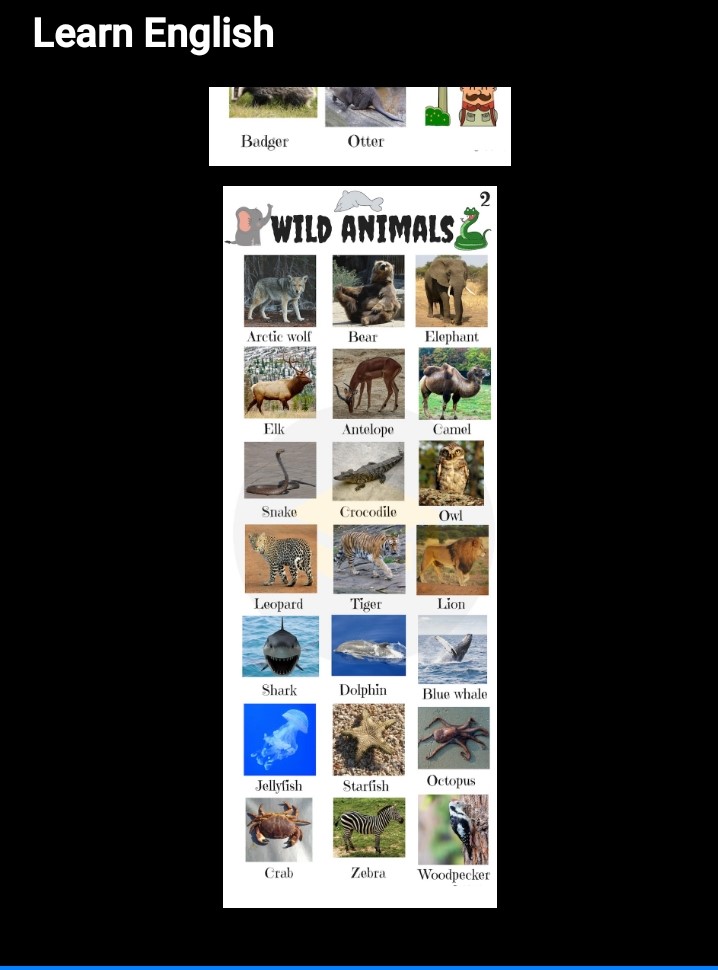 Learn English
Badger Otter
2
WILD ANIMALS
Arctic wolf Bear Elephant
Elk Antelope Camel
Snake Crocodile Owl
Leopard Tiger Lion
Shark Dolphin Blue whale
Jellyfish Starfish Octopus
Crab Zebra Woodpecker